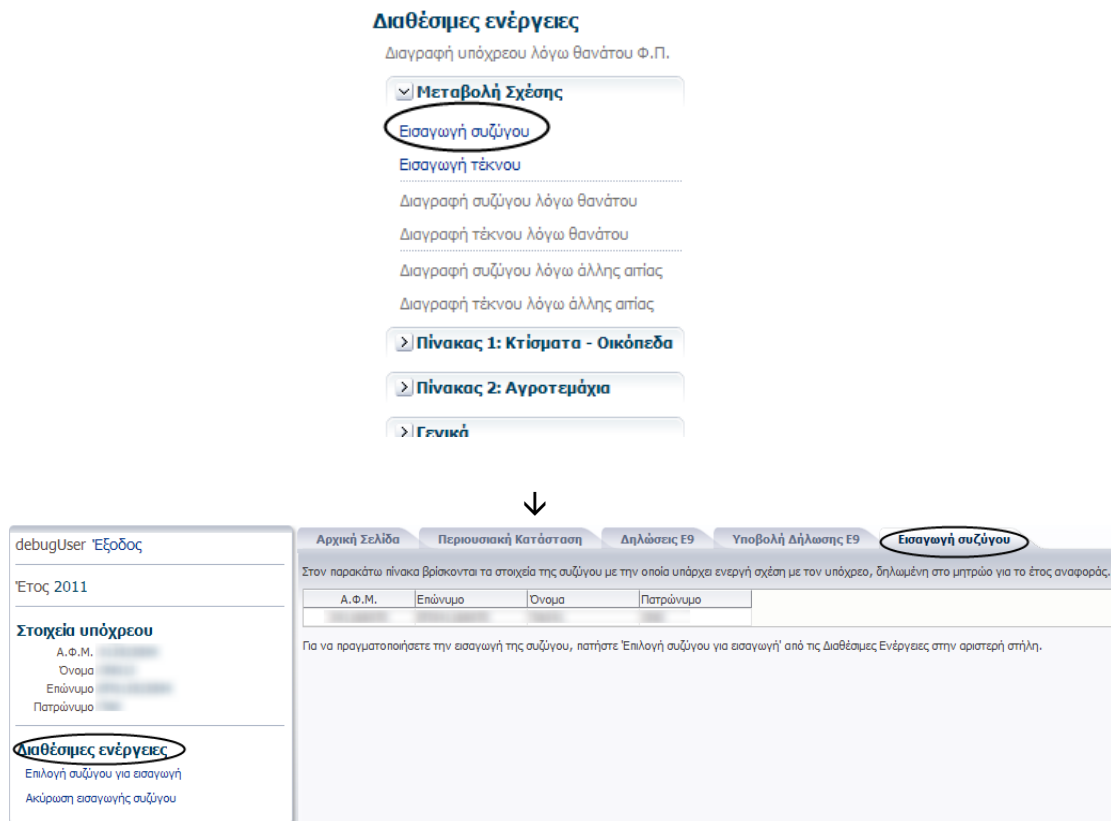 Διαθέσιμες ενέργειες
Διαγραφή υπόχρεου λόγω θανάτου Φ.Π.
Μεταβολή Σχέσης
Εισαγωγή συζύγου
Εισαγωγή τέκνου
Διαγραφή συζύγου λόγω θανάτου
Διαγραφή τέκνου λόγω θανάτου
Διαγραφή συζύγου λόγω άλλης αιτίας
Διαγραφή τέκνου λόγω άλλης αιτίας
Πίνακας 1: Κτίσματα - Οικόπεδα
Πίνακας 2: Αγροτεμάχια
Γενικά
debugUser Έξοδος
Έτος 2011
Στοιχεία υπόχρεου
Α.Φ.Μ.
Όνομα
Επώνυμο
Πατρώνυμο
Διαθέσιμες ενέργειες
Επιλογή συζύγου για εισαγωγή
Ακύρωση εισαγωγής συζύγου
Αρχική Σελίδα Περιουσιακή Κατάσταση Δηλώσεις Ε9 Υποβολή Δήλωσης Ε9 Εισαγωγή συζύγου
Στον παρακάτω πίνακα βρίσκονται τα στοιχεία της συζύγου με την οποία υπάρχει ενεργή σχέση με τον υπόχρεο, δηλωμένη στο μητρώο για το έτος αναφοράς.
Α.Φ.Μ. Επώνυμο Όνομα Πατρώνυμο
Για να πραγματοποιήσετε την εισαγωγή της συζύγου, πατήστε 'Επιλογή συζύγου για εισαγωγή' από τις Διαθέσιμες Ενέργειες στην αριστερή στήλη.